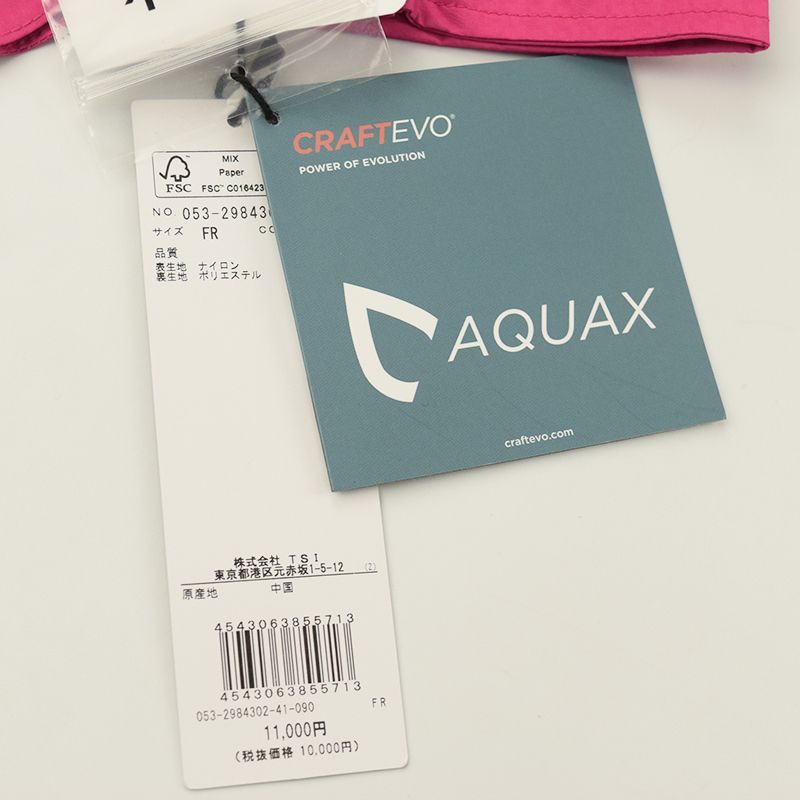 CRAFTEVO®
POWER OF EVOLUTION
AQUAX
craftevo.com
MIX
Paper
FSC
FSC™ C016423
NO. 053-29843
サイズ FR
品質
表生地 ナイロン
裏生地 ポリエステル
株式会社 TSI
東京都港区元赤坂1-5-12 (2)
原産地 中国
4543063855713
4543063855713
053-2984302-41-090 FR
11,000円
(税抜価格 10,000円)